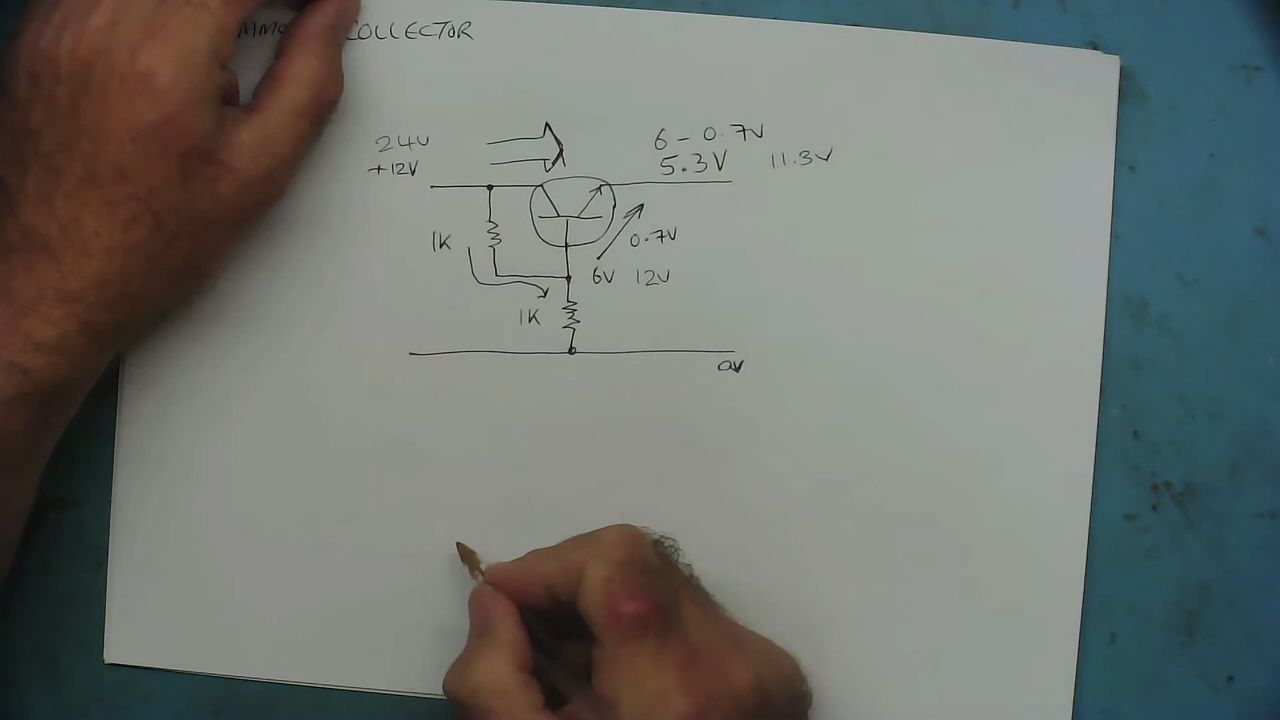 COLLECTOR
24V
+12V
6 - 0.7V
5.3V 11.3V
1K
0.7V
6V 12V
1K
0V